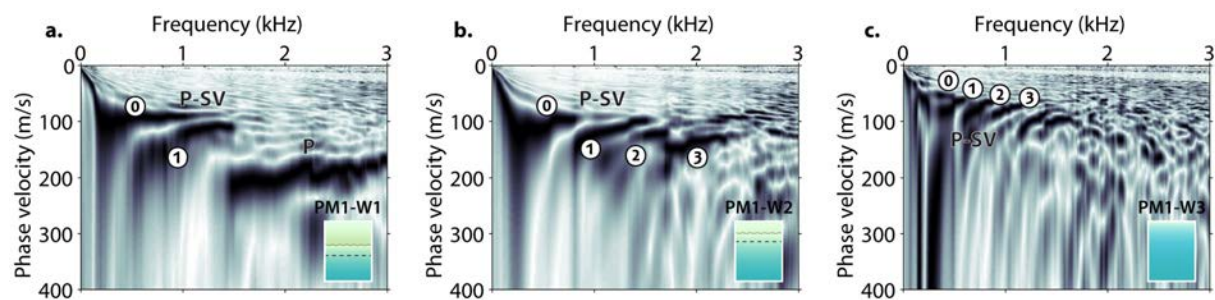 a.
Frequency (kHz)
0 1 2 3
Phase velocity (m/s)
0
100
200
300
400
0
P-SV
1
P
PM1-W1
b.
Frequency (kHz)
0 1 2 3
Phase velocity (m/s)
0
100
200
300
400
0
P-SV
1
2
3
PM1-W2
c.
Frequency (kHz)
0 1 2 3
Phase velocity (m/s)
0
100
200
300
400
0
1
2
3
P-SV
PM1-W3